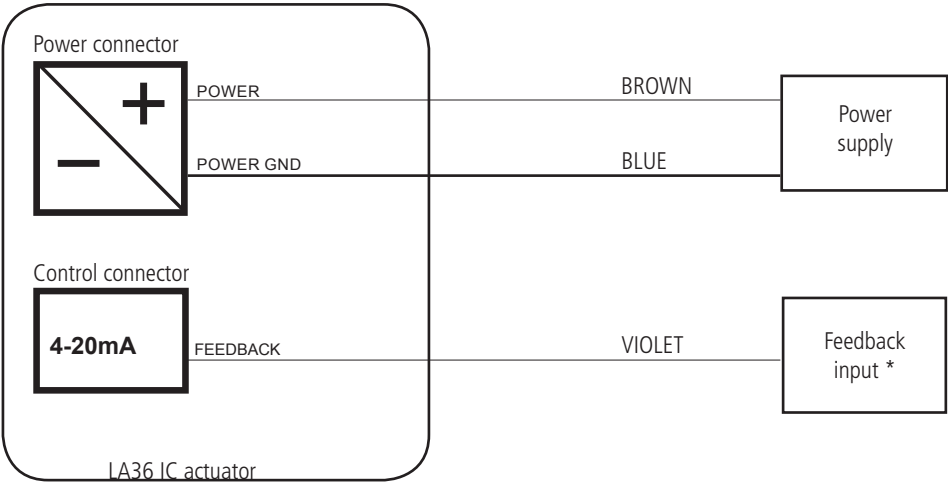 Power connector
+
−
POWER
BROWN
Power
supply
POWER GND
BLUE
Control connector
4-20mA
FEEDBACK
VIOLET
Feedback
input *
LA36 IC actuator